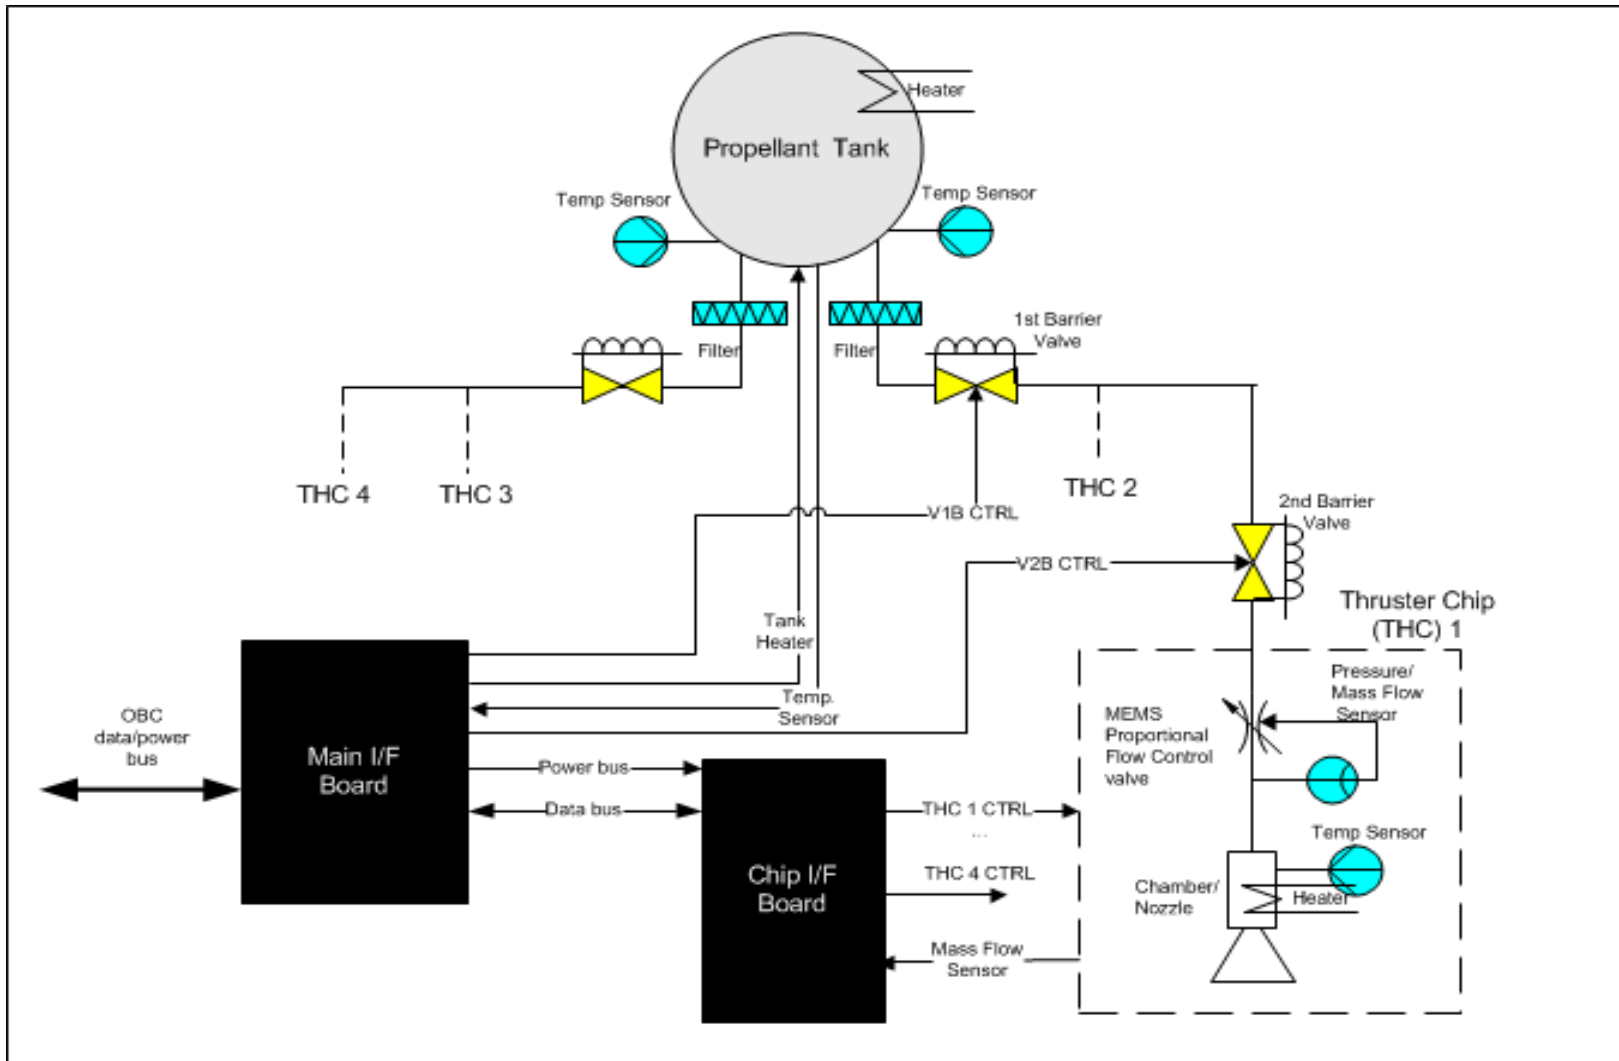 Heater
Propellant Tank
Temp Sensor
Temp Sensor
1st Barrier
Valve
Filter
Filter
THC 4
THC 3
THC 2
V1B CTRL
2nd Barrier
Valve
V2B CTRL
Thruster Chip
(THC) 1
Tank
Heater
Temp.
Sensor
Pressure/
Mass Flow
Sensor
MEMS
Proportional
Flow Control
valve
OBC
data/power
bus
Main I/F
Board
Power bus
Data bus
THC 1 CTRL
...
Temp Sensor
Chip I/F
Board
THC 4 CTRL
Chamber/
Nozzle
Heater
Mass Flow
Sensor